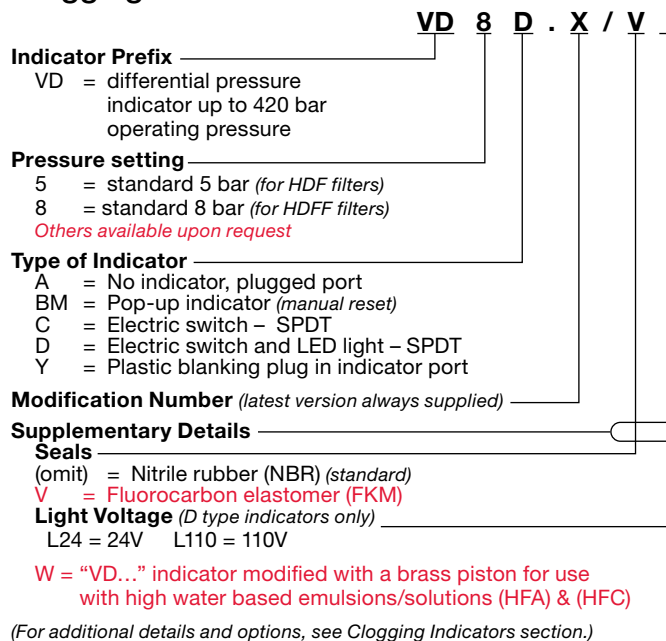 VD 8 D . X / V
Indicator Prefix
VD = differential pressure
indicator up to 420 bar
operating pressure
Pressure setting
5 = standard 5 bar (for HDF filters)
8 = standard 8 bar (for HDFF filters)
Others available upon request
Type of Indicator
A = No indicator, plugged port
BM = Pop-up indicator (manual reset)
C = Electric switch – SPDT
D = Electric switch and LED light – SPDT
Y = Plastic blanking plug in indicator port
Modification Number (latest version always supplied)
Supplementary Details
Seals
(omit) = Nitrile rubber (NBR) (standard)
V = Fluorocarbon elastomer (FKM)
Light Voltage (D type indicators only)
L24 = 24V L110 = 110V
W = “VD…” indicator modified with a brass piston for use
with high water based emulsions/solutions (HFA) & (HFC)
(For additional details and options, see Clogging Indicators section.)